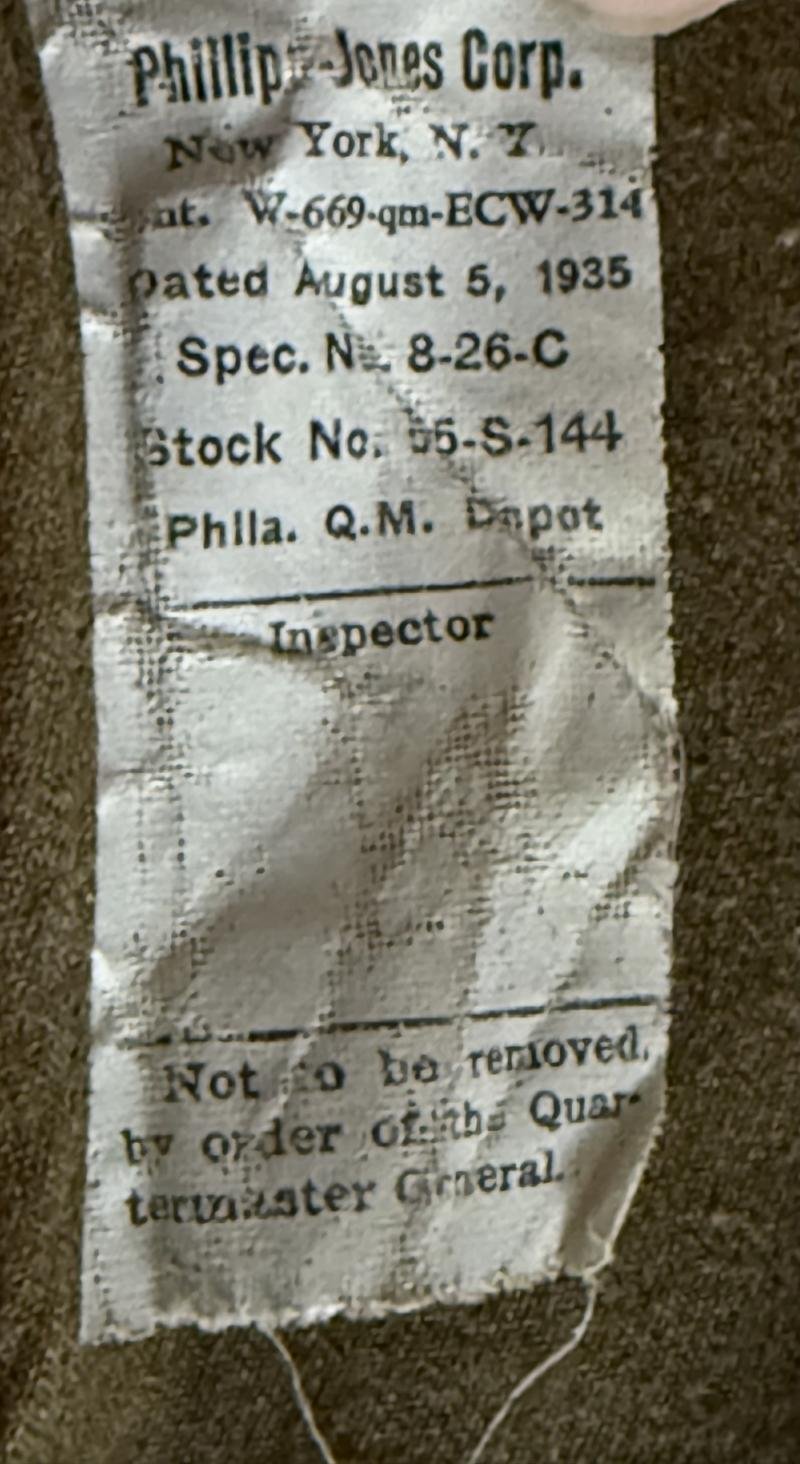 Phillips-Jones Corp.
New York, N. Y.
nt. W-669-qm-ECW-314
Dated August 5, 1935
Spec. No. 8-26-C
Stock No. 55-S-144
Phila. Q.M. Depot
Inspector
Not to be removed,
by order of the Quar-
termaster General.